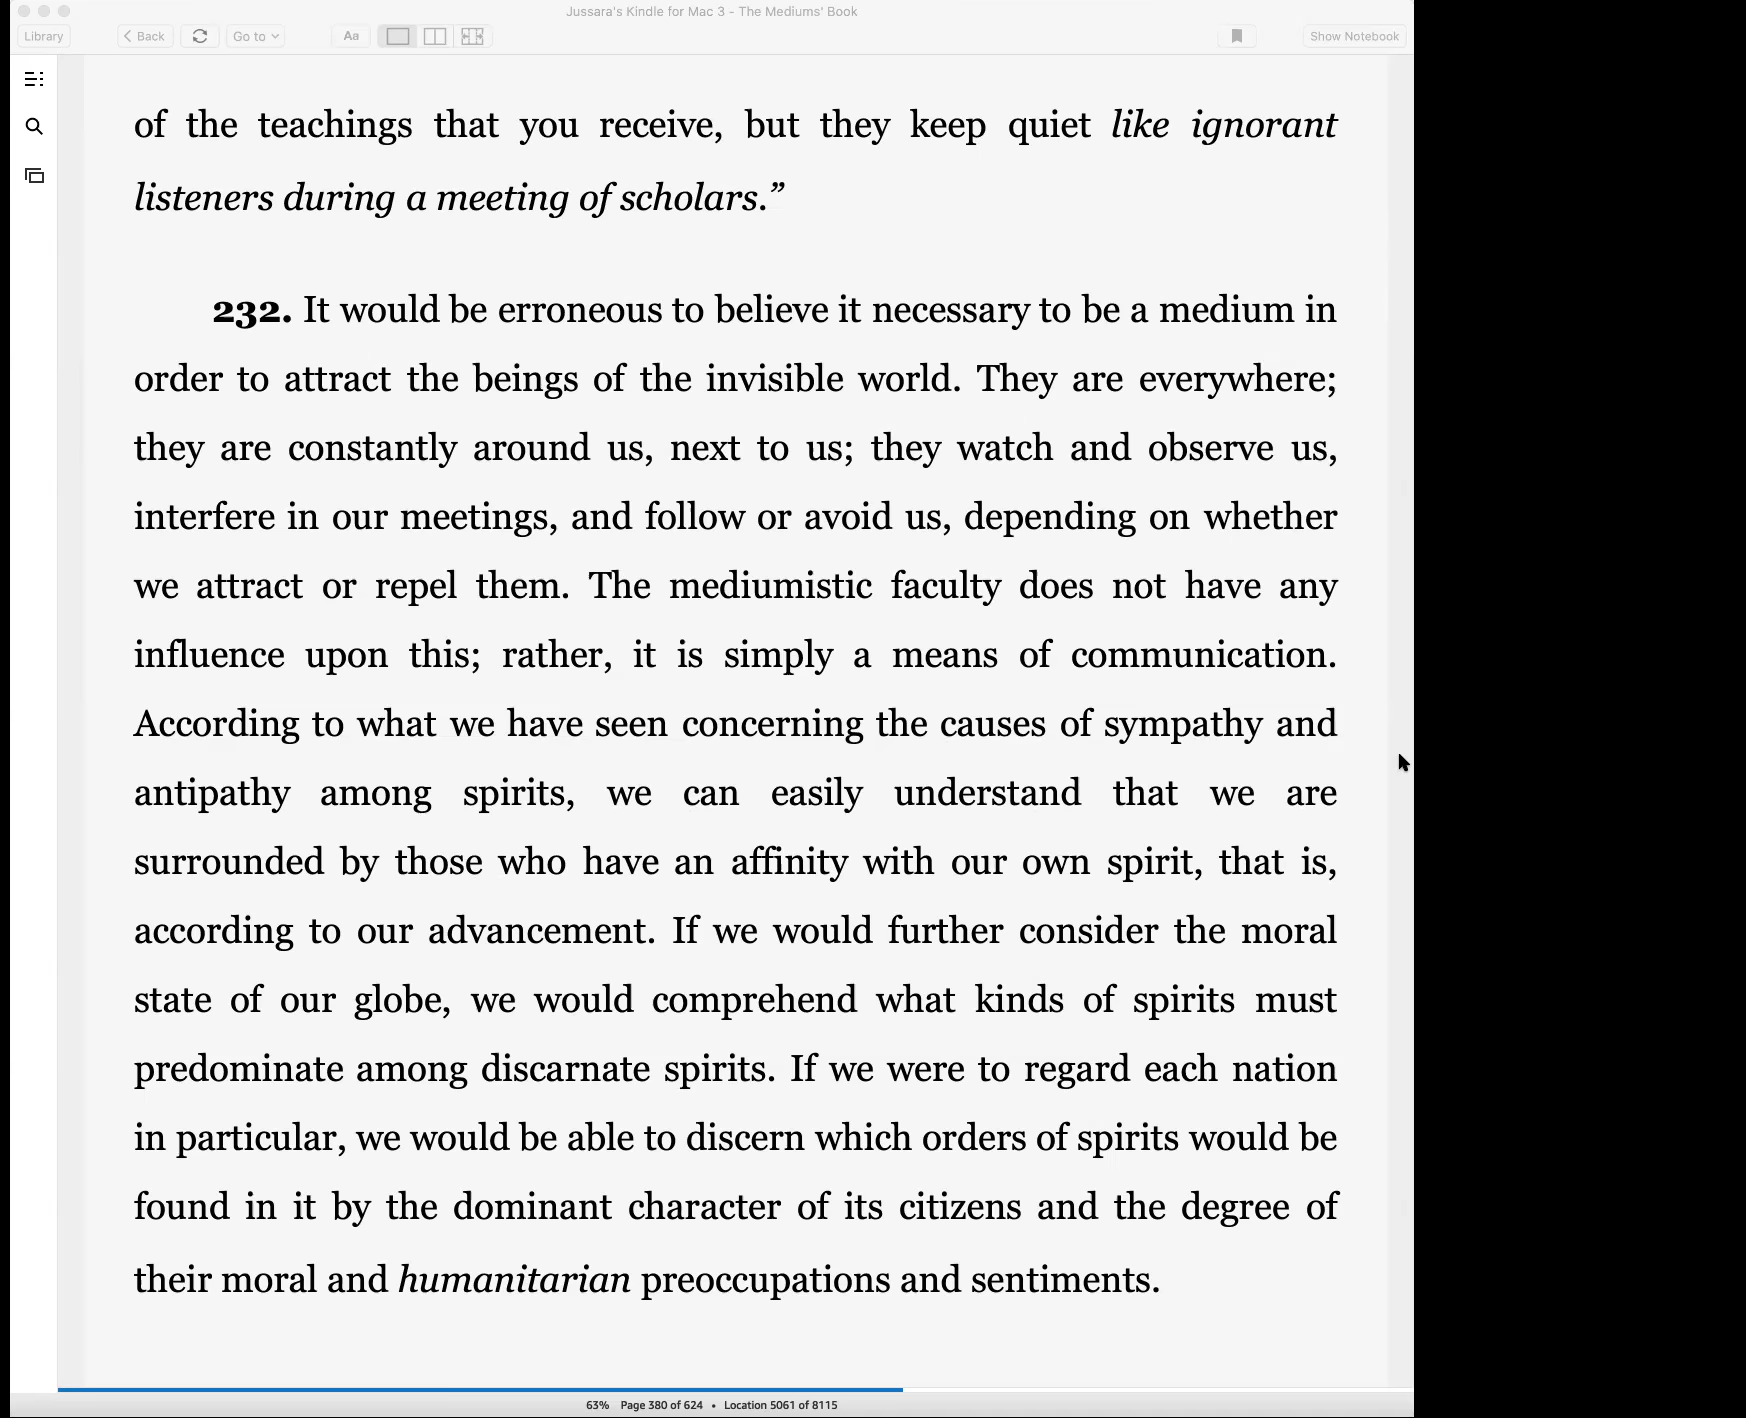 Jussara's Kindle for Mac 3 - The Mediums' Book
Library Back Go to Aa Show Notebook
of the teachings that you receive, but they keep quiet like ignorant
listeners during a meeting of scholars.”
232. It would be erroneous to believe it necessary to be a medium in
order to attract the beings of the invisible world. They are everywhere;
they are constantly around us, next to us; they watch and observe us,
interfere in our meetings, and follow or avoid us, depending on whether
we attract or repel them. The mediumistic faculty does not have any
influence upon this; rather, it is simply a means of communication.
According to what we have seen concerning the causes of sympathy and
antipathy among spirits, we can easily understand that we are
surrounded by those who have an affinity with our own spirit, that is,
according to our advancement. If we would further consider the moral
state of our globe, we would comprehend what kinds of spirits must
predominate among discarnate spirits. If we were to regard each nation
in particular, we would be able to discern which orders of spirits would be
found in it by the dominant character of its citizens and the degree of
their moral and humanitarian preoccupations and sentiments.
63% Page 380 of 624 • Location 5061 of 8115